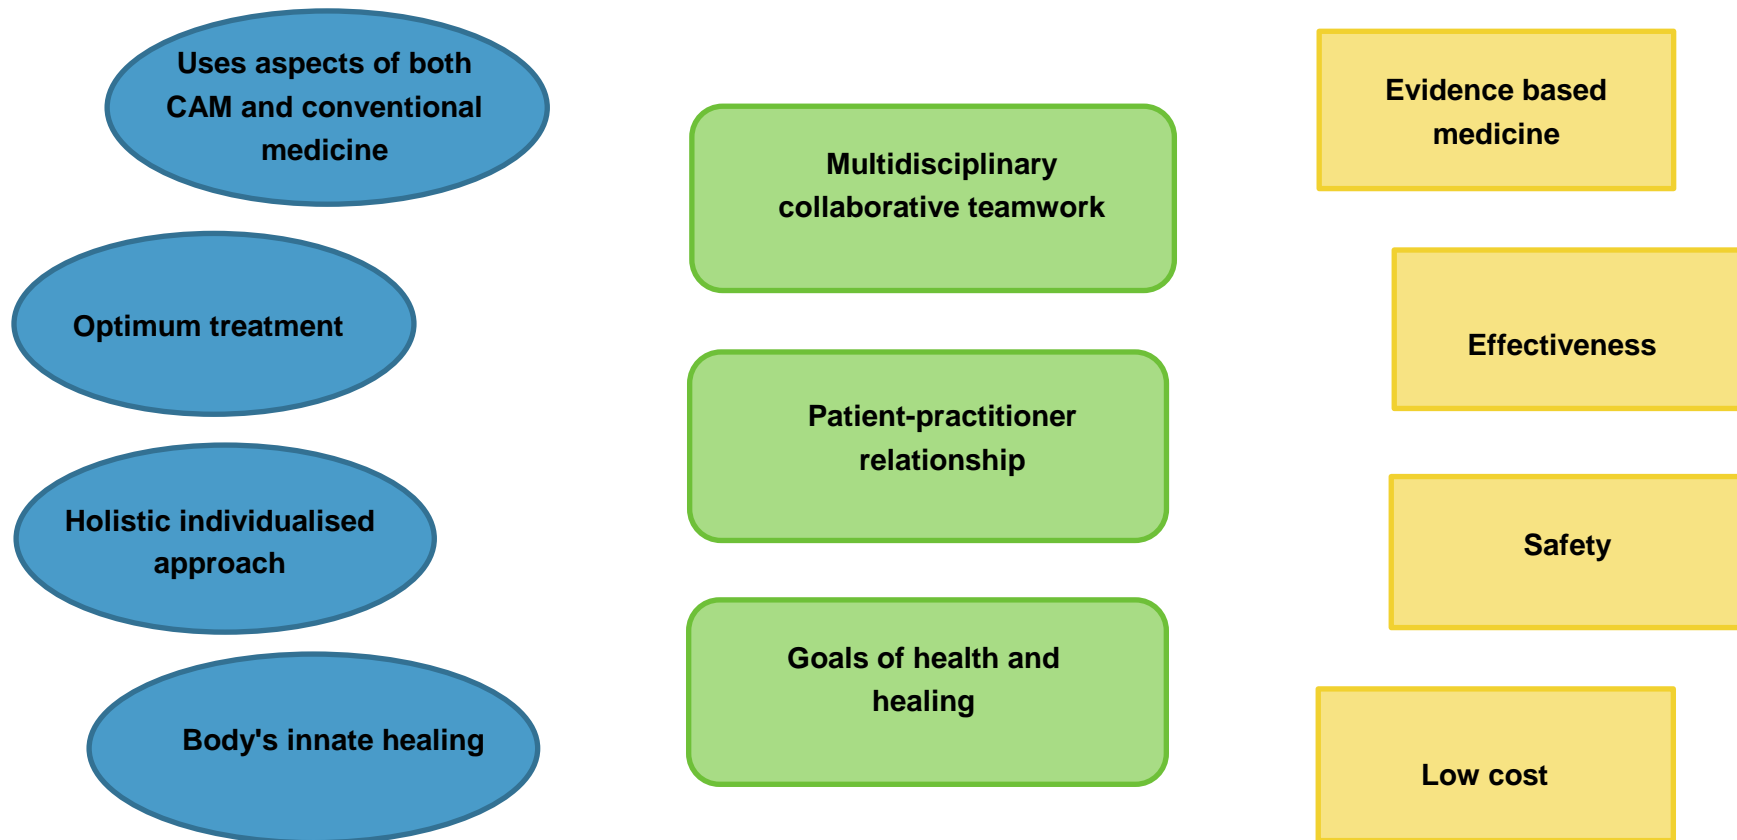 Uses aspects of both
CAM and conventional
medicine
Optimum treatment
Holistic individualised
approach
Body's innate healing
Multidisciplinary
collaborative teamwork
Patient-practitioner
relationship
Goals of health and
healing
Evidence based
medicine
Effectiveness
Safety
Low cost